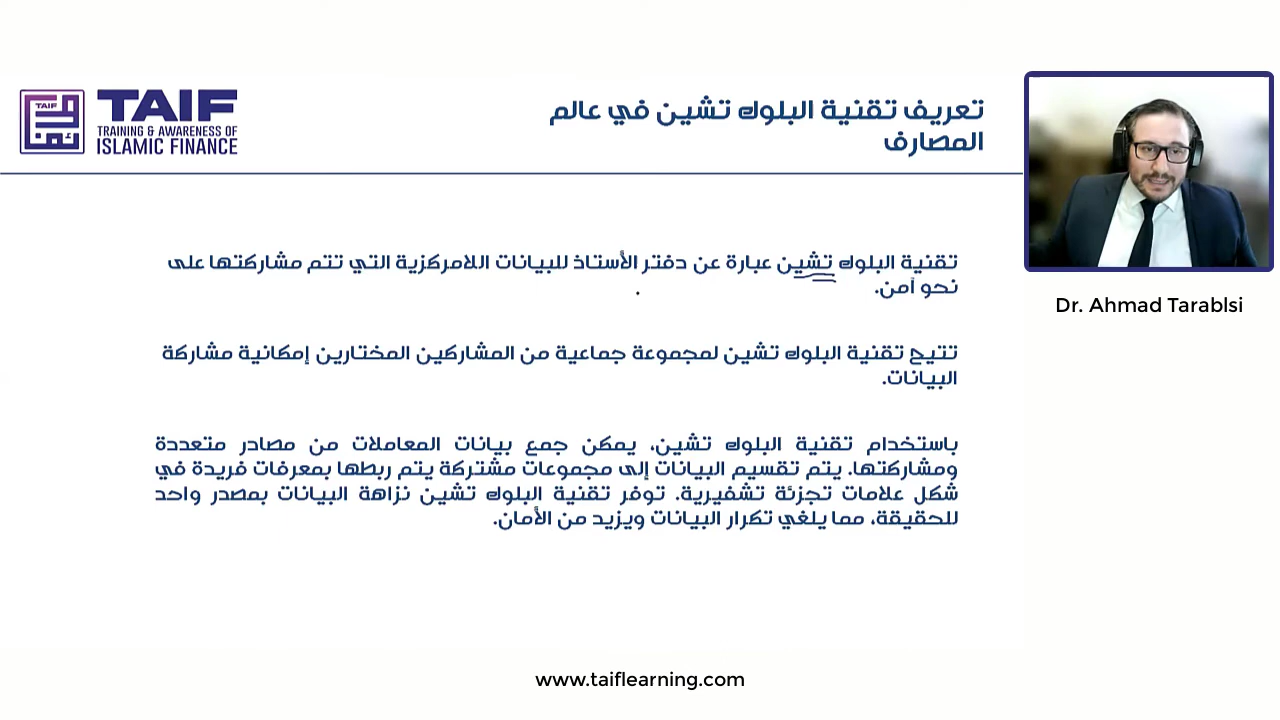 TAIF
TAIF
TRAINING & AWARENESS OF
ISLAMIC FINANCE
تعريف تقنية البلوك تشين في عالم
المصارف
تقنية البلوك تشين عبارة عن دفتر الأستاذ للبيانات اللامركزية التي تتم مشاركتها على
نحو آمن.
تتيح تقنية البلوك تشين لمجموعة جماعية من المشاركين المختارين إمكانية مشاركة
البيانات.
باستخدام تقنية البلوك تشين، يمكن جمع بيانات المعاملات من مصادر متعددة
ومشاركتها. يتم تقسيم البيانات إلى مجموعات مشتركة يتم ربطها بمعرفات فريدة في
شكل علامات تجزئة تشفيرية. توفر تقنية البلوك تشين نزاهة البيانات بمصدر واحد
للحقيقة، مما يلغي تكرار البيانات ويزيد من الأمان.
Dr. Ahmad Tarablsi
www.taiflearning.com